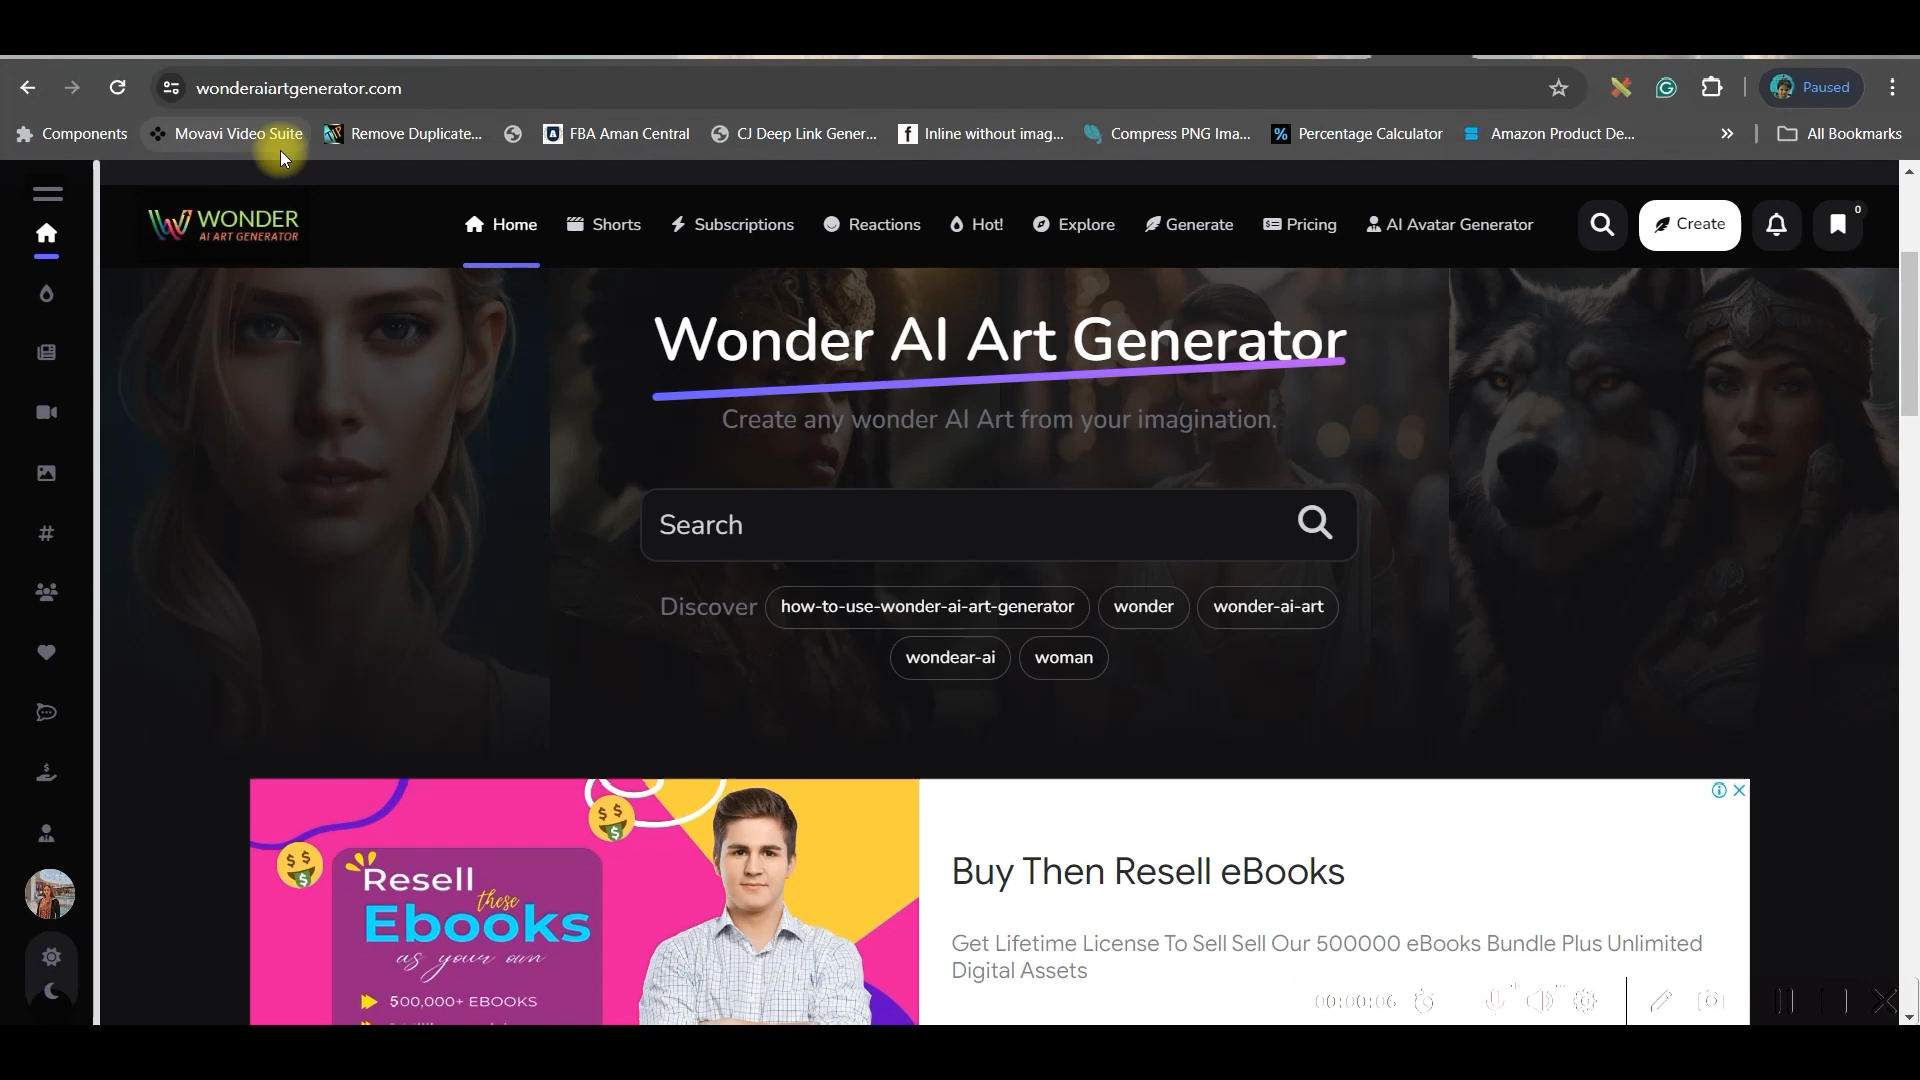 wonderaiartgenerator.com
Paused
Components Movavi Video Suite Remove Duplicate... FBA Aman Central CJ Deep Link Gener... Inline without imag... Compress PNG Ima... % Percentage Calculator Amazon Product De... » All Bookmarks
WONDER
AI ART GENERATOR
Home Shorts Subscriptions Reactions Hot! Explore Generate Pricing AI Avatar Generator Create 0
Wonder AI Art Generator
Create any wonder AI Art from your imagination.
Search
Discover how-to-use-wonder-ai-art-generator wonder wonder-ai-art
wondear-ai woman
Resell
these
Ebooks
as your own
500,000+ EBOOKS
Buy Then Resell eBooks
Get Lifetime License To Sell Sell Our 500000 eBooks Bundle Plus Unlimited
Digital Assets
00:00:06